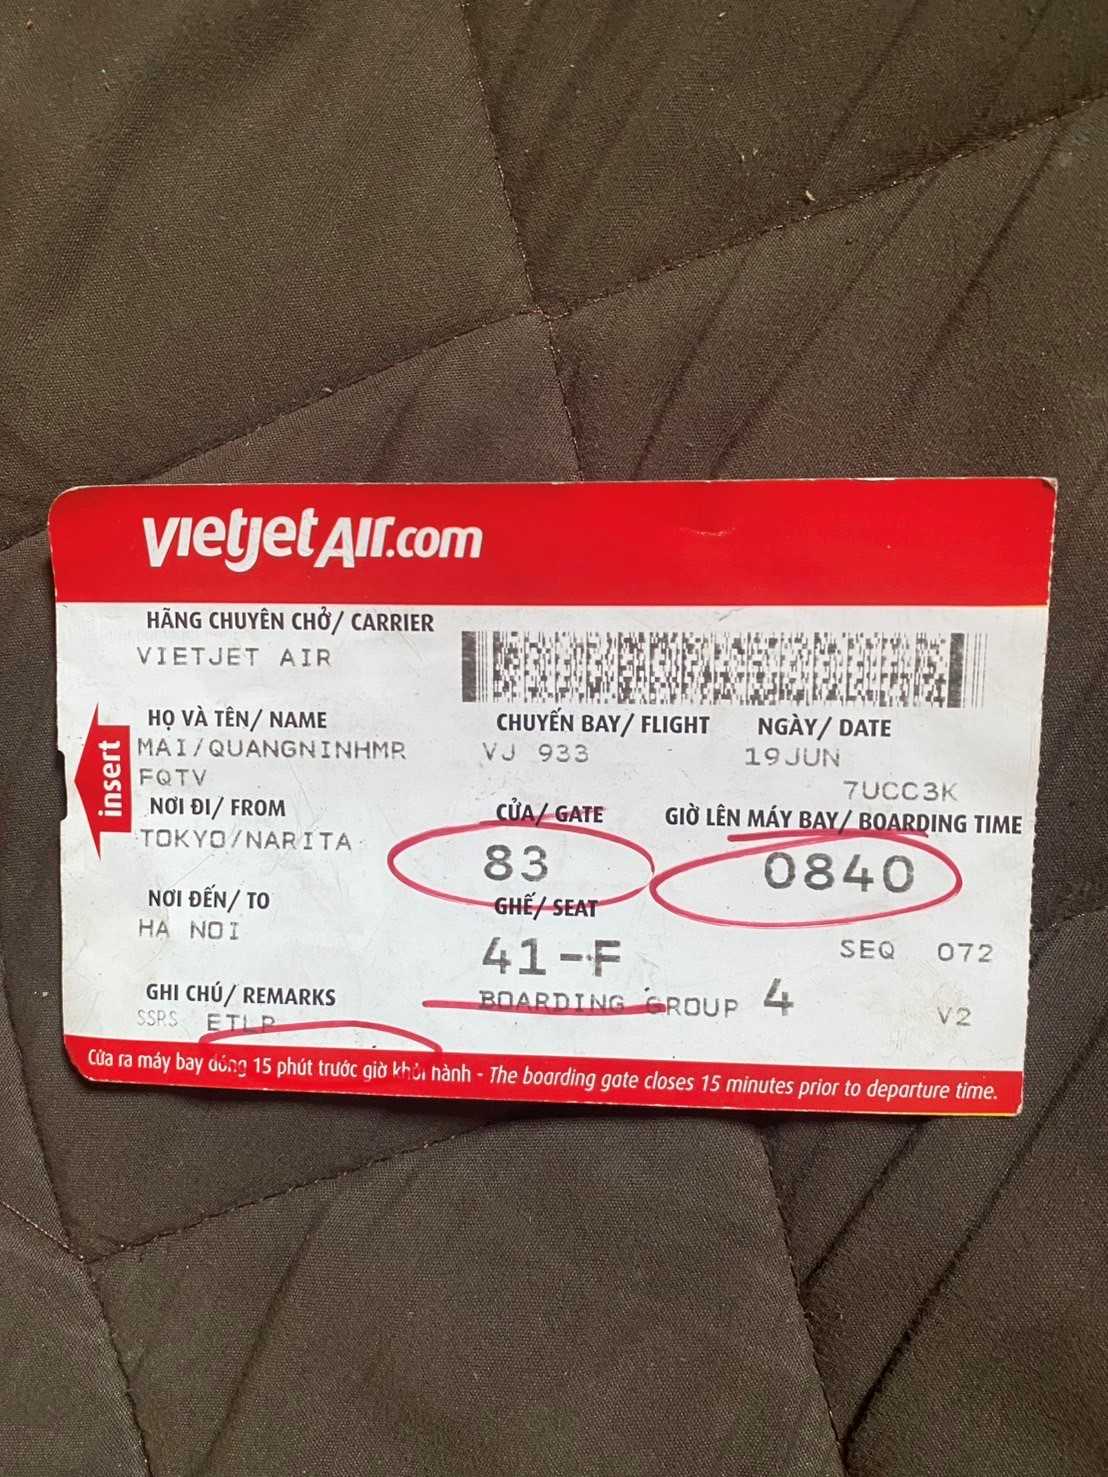 vietjetAir.com
HÃNG CHUYÊN CHỞ/ CARRIER
VIETJET AIR
HỌ VÀ TÊN/ NAME
MAI/QUANGNINHMR
FQTV
CHUYẾN BAY/ FLIGHT
VJ 933
NGÀY/ DATE
19JUN
7UCC3K
insert
NƠI ĐI/ FROM
TOKYO/NARITA
CỬA/ GATE
83
GIỜ LÊN MÁY BAY/ BOARDING TIME
0840
NƠI ĐẾN/ TO
HA NOI
GHẾ/ SEAT
41-F
SEQ 072
GHI CHÚ/ REMARKS
SSRS ETLP
BOARDING GROUP 4
V2
Cửa ra máy bay đóng 15 phút trước giờ khởi hành - The boarding gate closes 15 minutes prior to departure time.